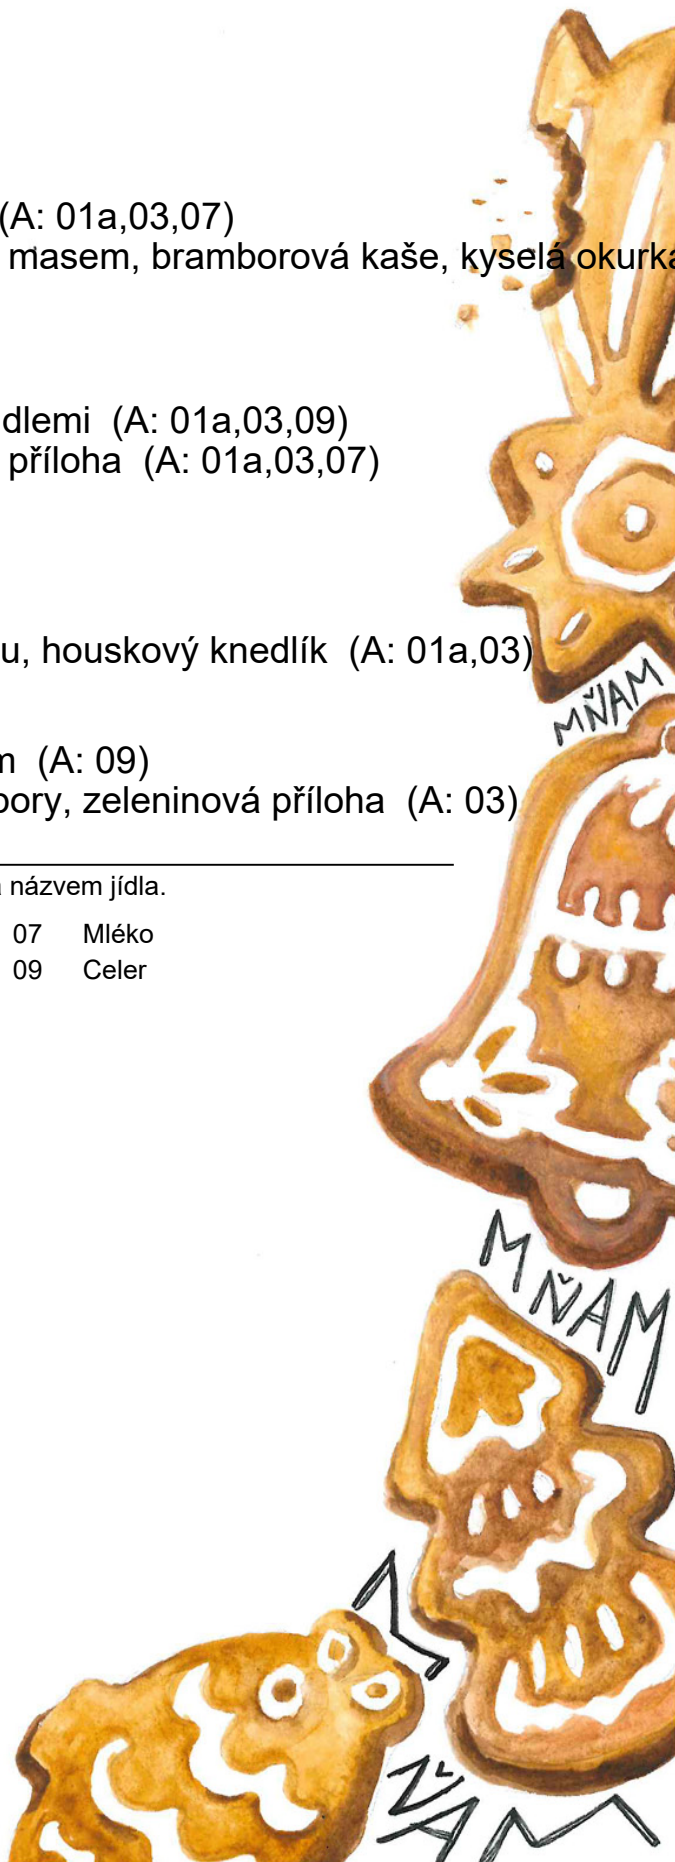 (A: 01a,03,07)
masem, bramborová kaše, kyselá okurka
dlemi (A: 01a,03,09)
příloha (A: 01a,03,07)
u, houskový knedlík (A: 01a,03)
MŇAM
m (A: 09)
bory, zeleninová příloha (A: 03)
a názvem jídla.
07 Mléko
09 Celer
MŇAM
MŇAM